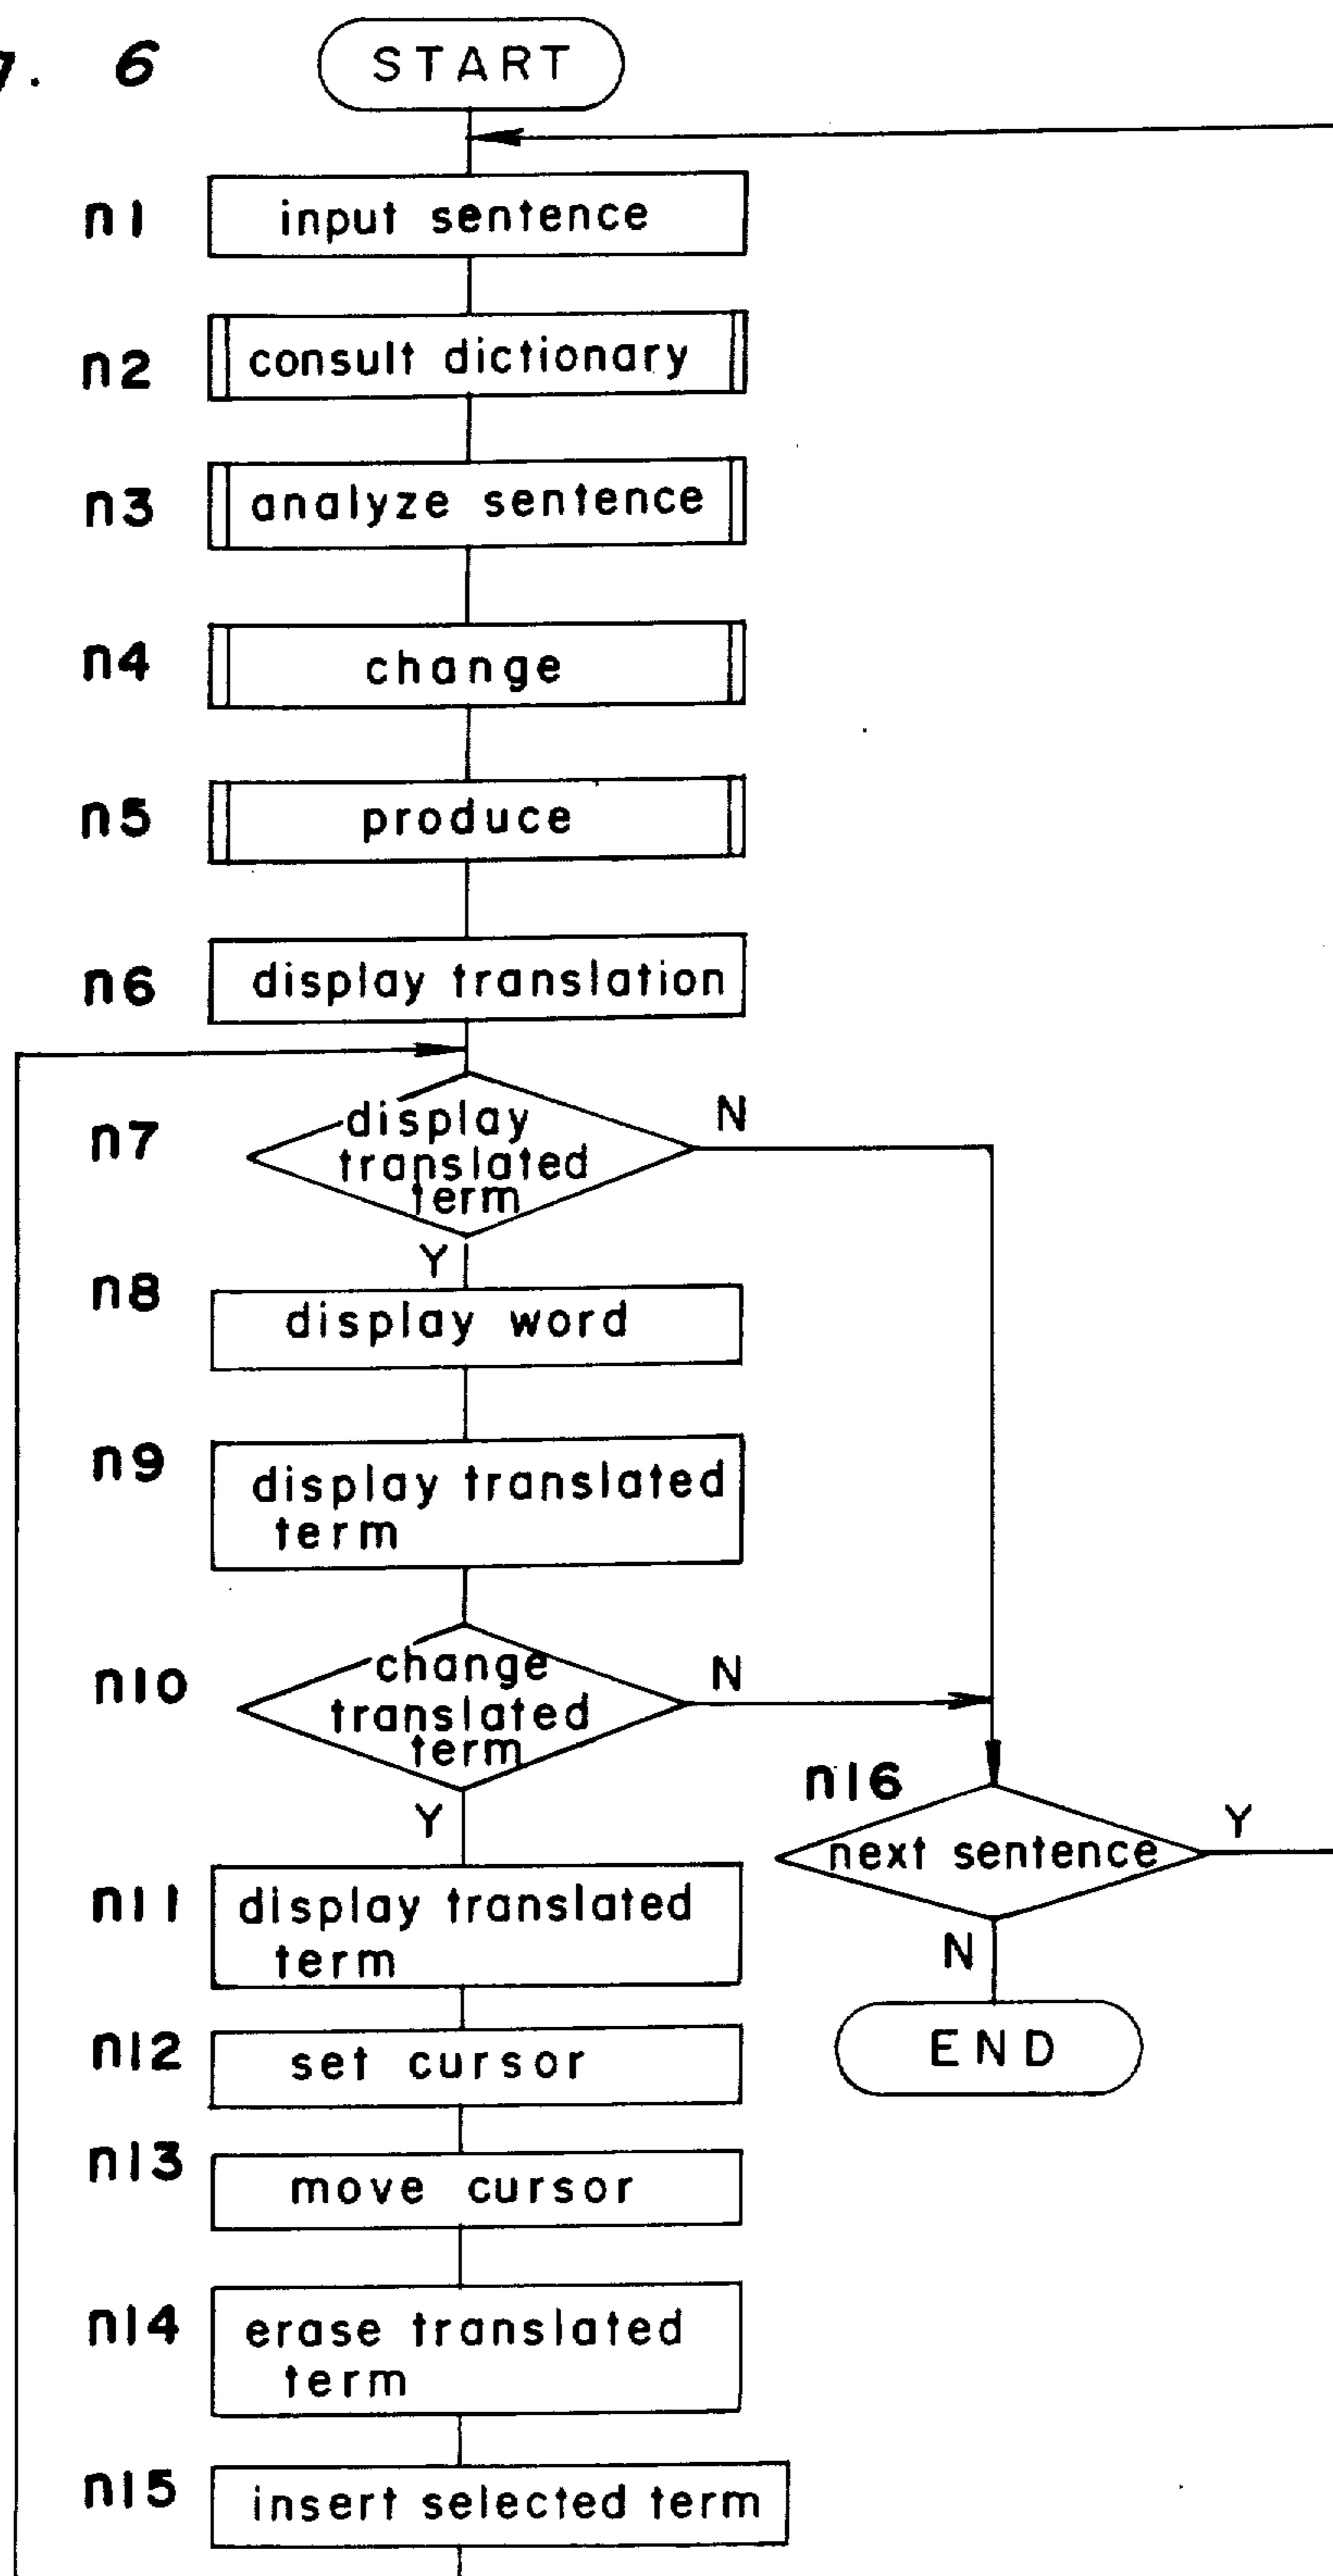 6
START
n1
input sentence
n2
consult dictionary
n3
analyze sentence
n4
change
n5
produce
n6
display translation
n7
display
translated
term
N
Y
n8
display word
n9
display translated
term
n10
change
translated
term
N
Y
n16
next sentence
Y
N
END
n11
display translated
term
n12
set cursor
n13
move cursor
n14
erase translated
term
n15
insert selected term